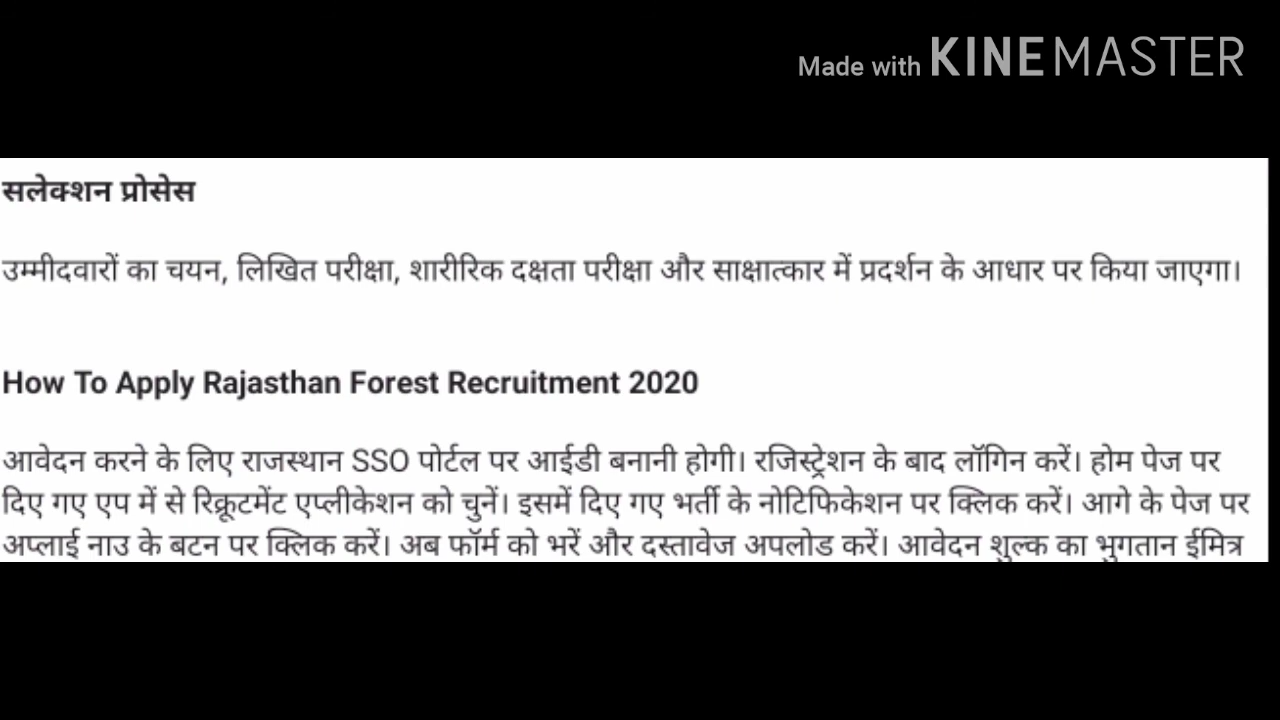 Made with KINEMASTER
सलेक्शन प्रोसेस
उम्मीदवारों का चयन, लिखित परीक्षा, शारीरिक दक्षता परीक्षा और साक्षात्कार में प्रदर्शन के आधार पर किया जाएगा।
How To Apply Rajasthan Forest Recruitment 2020
आवेदन करने के लिए राजस्थान SSO पोर्टल पर आईडी बनानी होगी। रजिस्ट्रेशन के बाद लॉगिन करें। होम पेज पर
दिए गए एप में से रिक्रूटमेंट एप्लीकेशन को चुनें। इसमें दिए गए भर्ती के नोटिफिकेशन पर क्लिक करें। आगे के पेज पर
अप्लाई नाउ के बटन पर क्लिक करें। अब फॉर्म को भरें और दस्तावेज अपलोड करें। आवेदन शुल्क का भुगतान ईमित्र